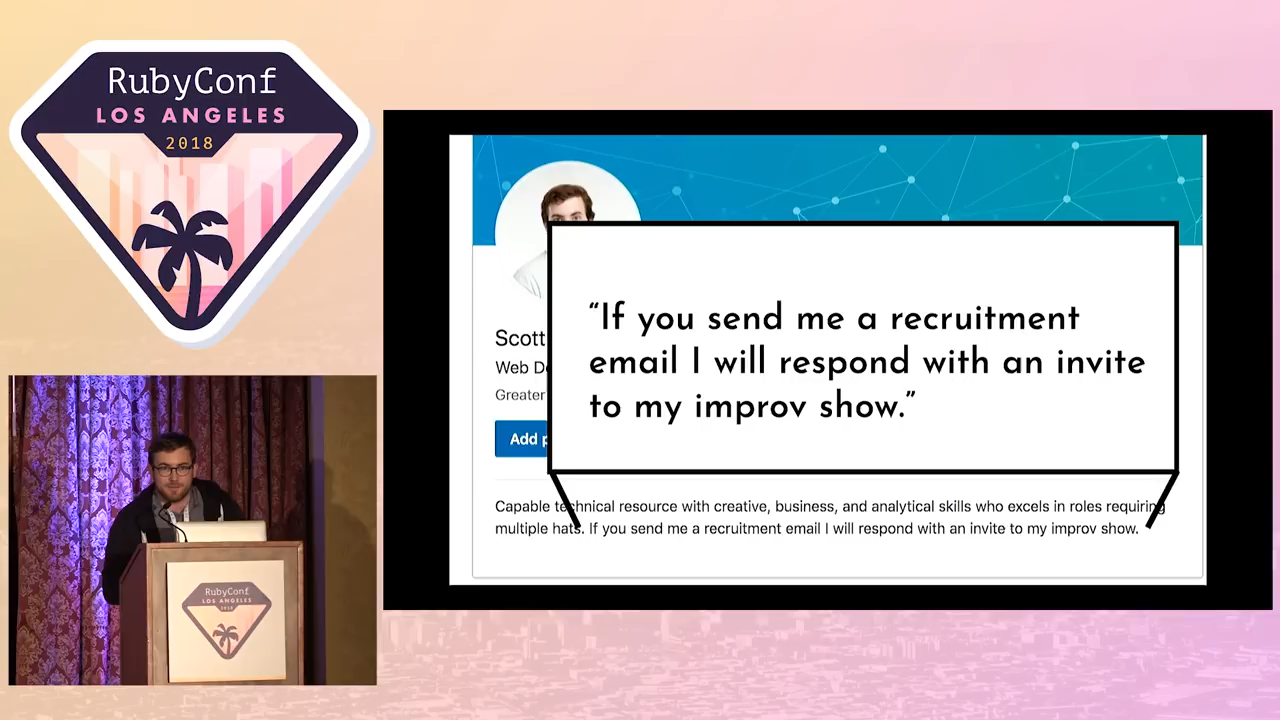 RubyConf
LOS ANGELES
2018
“If you send me a recruitment
email I will respond with an invite
to my improv show.”
Scott
Web
Greater
Add
Capable technical resource with creative, business, and analytical skills who excels in roles requiring
multiple hats. If you send me a recruitment email I will respond with an invite to my improv show.
RubyConf
LOS ANGELES
2018